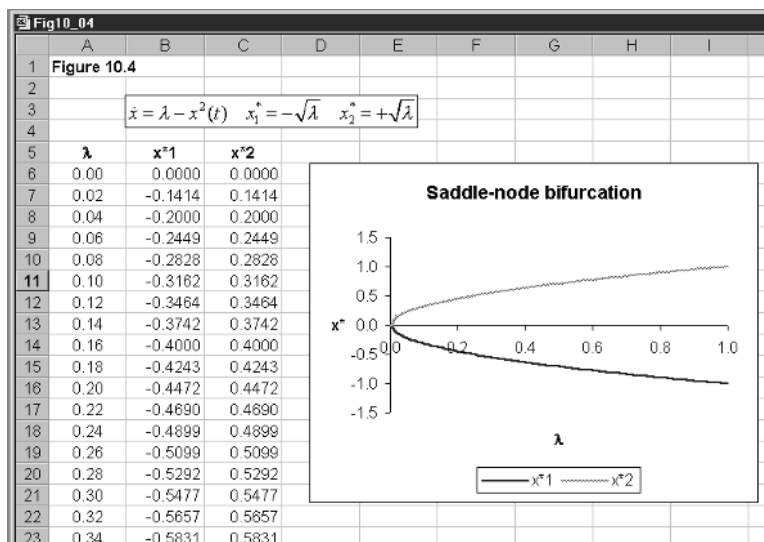 Fig10_04
A B C D E F G H I
1 Figure 10.4
2
3 ẋ = λ − x²(t) x₁* = −√λ x₂* = +√λ
4
5 λ x*1 x*2
6 0.00 0.0000 0.0000
7 0.02 -0.1414 0.1414
8 0.04 -0.2000 0.2000
9 0.06 -0.2449 0.2449
10 0.08 -0.2828 0.2828
11 0.10 -0.3162 0.3162
12 0.12 -0.3464 0.3464
13 0.14 -0.3742 0.3742
14 0.16 -0.4000 0.4000
15 0.18 -0.4243 0.4243
16 0.20 -0.4472 0.4472
17 0.22 -0.4690 0.4690
18 0.24 -0.4899 0.4899
19 0.26 -0.5099 0.5099
20 0.28 -0.5292 0.5292
21 0.30 -0.5477 0.5477
22 0.32 -0.5657 0.5657
23 0.34 -0.5831 0.5831
Saddle-node bifurcation
1.5
1.0
0.5
0.0
-0.5
-1.0
-1.5
x*
0.0 0.2 0.4 0.6 0.8 1.0
λ
x*1 x*2